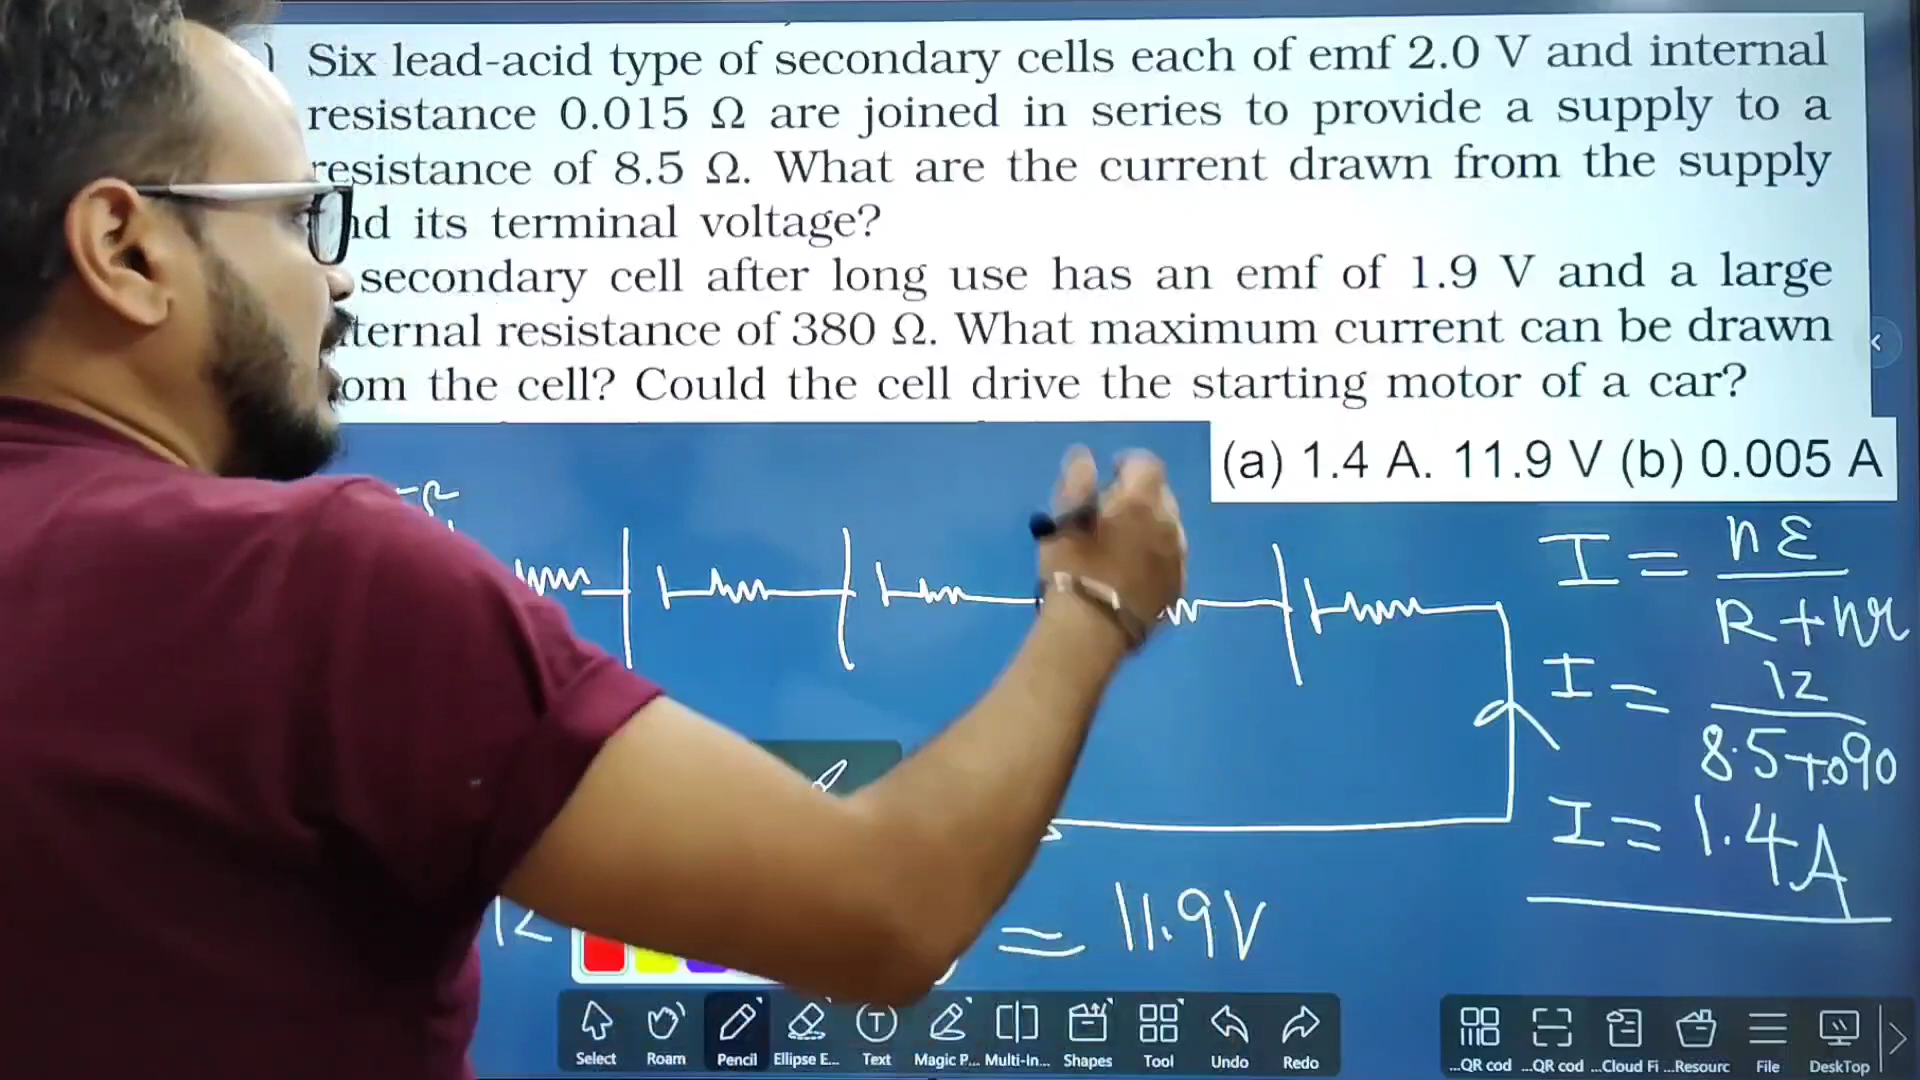 ) Six lead-acid type of secondary cells each of emf 2.0 V and internal
resistance 0.015 Ω are joined in series to provide a supply to a
resistance of 8.5 Ω. What are the current drawn from the supply
its terminal voltage?
secondary cell after long use has an emf of 1.9 V and a large
resistance of 380 Ω. What maximum current can be drawn
the cell? Could the cell drive the starting motor of a car?
(a) 1.4 A. 11.9 V (b) 0.005 A
I = nε
R + nr
I = 12
8.5+.090
I = 1.4A
12
= 11.9V
Select Roam Pencil Ellipse E... Text Magic P... Multi-In... Shapes Tool Undo Redo
...QR cod ...QR cod ...Cloud Fi ...Resourc File DeskTop